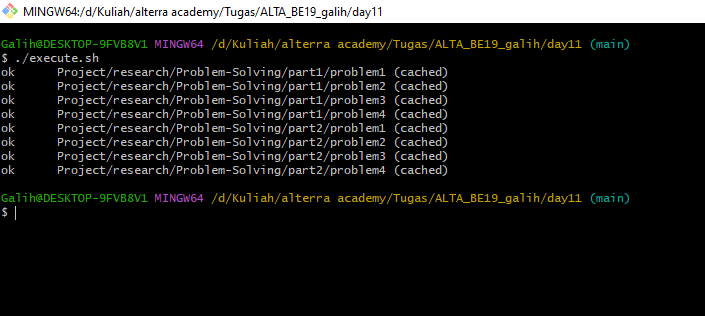 MINGW64:/d/Kuliah/alterra academy/Tugas/ALTA_BE19_galih/day11
Galih@DESKTOP-9FVB8V1 MINGW64 /d/Kuliah/alterra academy/Tugas/ALTA_BE19_galih/day11 (main)
$ ./execute.sh
ok      Project/research/Problem-Solving/part1/problem1 (cached)
ok      Project/research/Problem-Solving/part1/problem2 (cached)
ok      Project/research/Problem-Solving/part1/problem3 (cached)
ok      Project/research/Problem-Solving/part1/problem4 (cached)
ok      Project/research/Problem-Solving/part2/problem1 (cached)
ok      Project/research/Problem-Solving/part2/problem2 (cached)
ok      Project/research/Problem-Solving/part2/problem3 (cached)
ok      Project/research/Problem-Solving/part2/problem4 (cached)
Galih@DESKTOP-9FVB8V1 MINGW64 /d/Kuliah/alterra academy/Tugas/ALTA_BE19_galih/day11 (main)
$